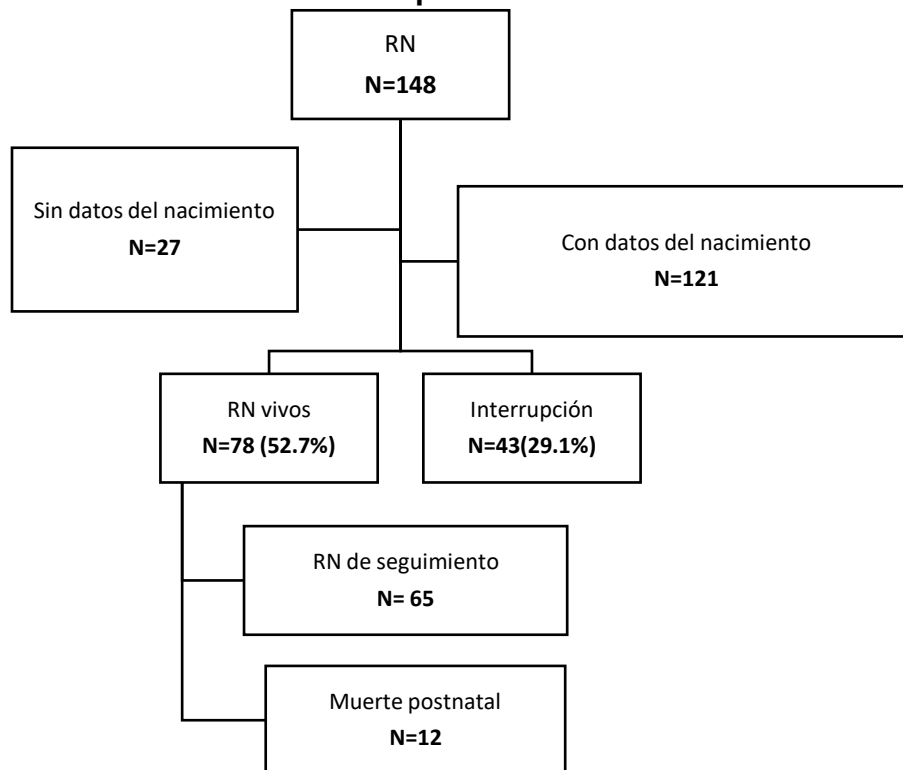 RN
N=148
Sin datos del nacimiento
N=27
Con datos del nacimiento
N=121
RN vivos
N=78 (52.7%)
Interrupción
N=43(29.1%)
RN de seguimiento
N= 65
Muerte postnatal
N=12